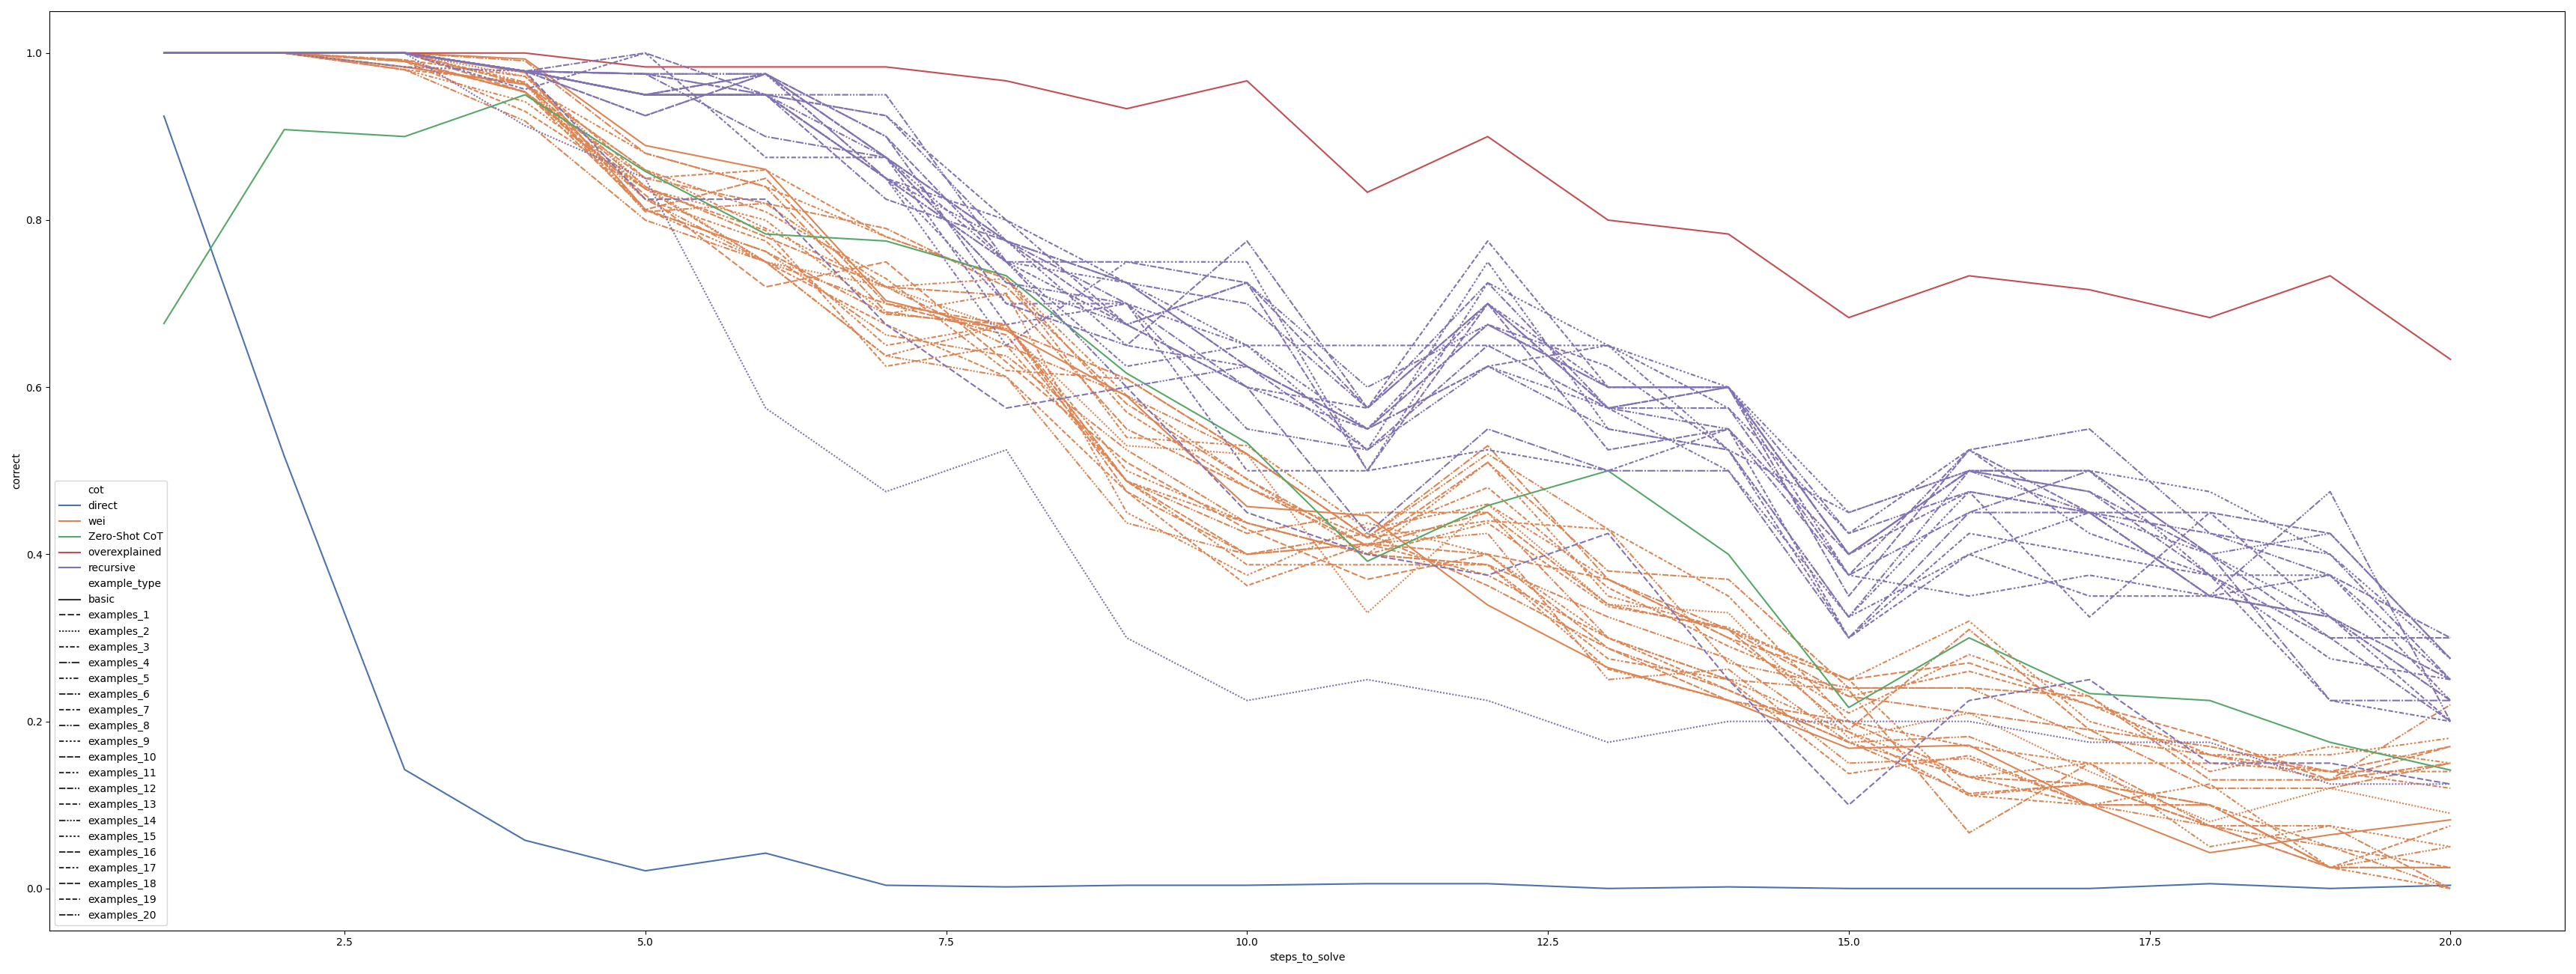 1.0
0.8
0.6
0.4
0.2
0.0
correct
cot
direct
wei
Zero-Shot CoT
overexplained
recursive
example_type
basic
examples_1
examples_2
examples_3
examples_4
examples_5
examples_6
examples_7
examples_8
examples_9
examples_10
examples_11
examples_12
examples_13
examples_14
examples_15
examples_16
examples_17
examples_18
examples_19
examples_20
2.5 5.0 7.5 10.0 12.5 15.0 17.5 20.0
steps_to_solve